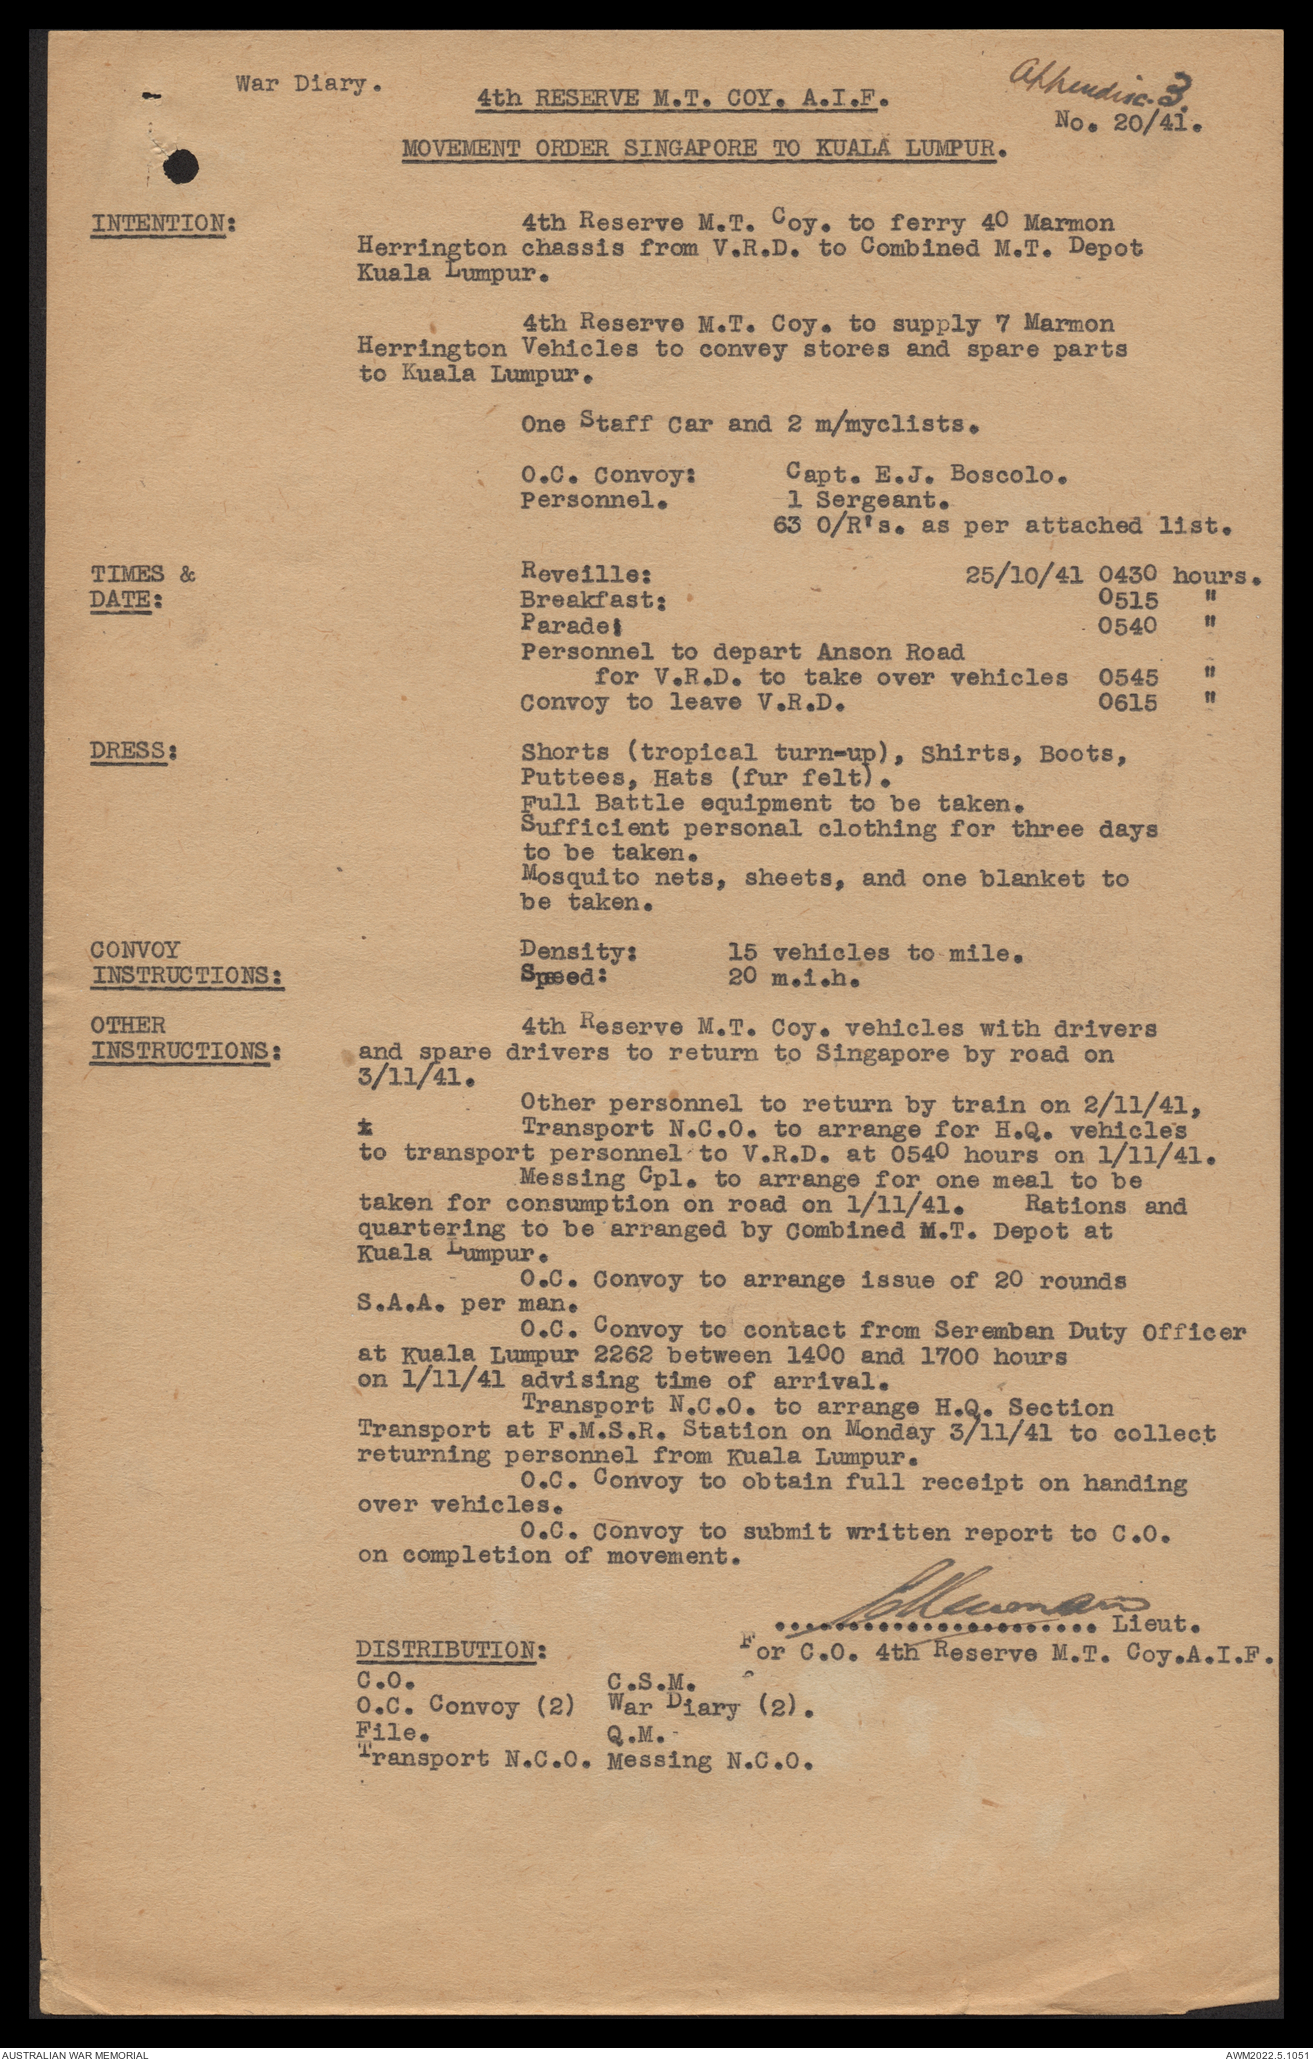 War Diary.
Appendix. 3.
4th RESERVE M.T. COY. A.I.F.
No. 20/41.
MOVEMENT ORDER SINGAPORE TO KUALA LUMPUR.
INTENTION: 4th Reserve M.T. Coy. to ferry 40 Marmon
Herrington chassis from V.R.D. to Combined M.T. Depot
Kuala Lumpur.
4th Reserve M.T. Coy. to supply 7 Marmon
Herrington Vehicles to convey stores and spare parts
to Kuala Lumpur.
One Staff Car and 2 m/myclists.
O.C. Convoy: Capt. E.J. Boscolo.
Personnel. 1 Sergeant.
63 O/R's. as per attached list.
TIMES & Reveille: 25/10/41 0430 hours.
DATE: Breakfast: 0515 "
Parade: 0540 "
Personnel to depart Anson Road
for V.R.D. to take over vehicles 0545 "
Convoy to leave V.R.D. 0615 "
DRESS: Shorts (tropical turn-up), Shirts, Boots,
Puttees, Hats (fur felt).
Full Battle equipment to be taken.
Sufficient personal clothing for three days
to be taken.
Mosquito nets, sheets, and one blanket to
be taken.
CONVOY Density: 15 vehicles to mile.
INSTRUCTIONS: Speed: 20 m.i.h.
OTHER 4th Reserve M.T. Coy. vehicles with drivers
INSTRUCTIONS: and spare drivers to return to Singapore by road on
3/11/41.
Other personnel to return by train on 2/11/41,
Transport N.C.O. to arrange for H.Q. vehicles
to transport personnel to V.R.D. at 0540 hours on 1/11/41.
Messing Cpl. to arrange for one meal to be
taken for consumption on road on 1/11/41. Rations and
quartering to be arranged by Combined M.T. Depot at
Kuala Lumpur.
O.C. Convoy to arrange issue of 20 rounds
S.A.A. per man.
O.C. Convoy to contact from Seremban Duty Officer
at Kuala Lumpur 2262 between 1400 and 1700 hours
on 1/11/41 advising time of arrival.
Transport N.C.O. to arrange H.Q. Section
Transport at F.M.S.R. Station on Monday 3/11/41 to collect
returning personnel from Kuala Lumpur.
O.C. Convoy to obtain full receipt on handing
over vehicles.
O.C. Convoy to submit written report to C.O.
on completion of movement.
...................... Lieut.
DISTRIBUTION: For C.O. 4th Reserve M.T. Coy.A.I.F.
C.O. C.S.M.
O.C. Convoy (2) War Diary (2).
File. Q.M.
Transport N.C.O. Messing N.C.O.
AUSTRALIAN WAR MEMORIAL AWM2022.5.1051